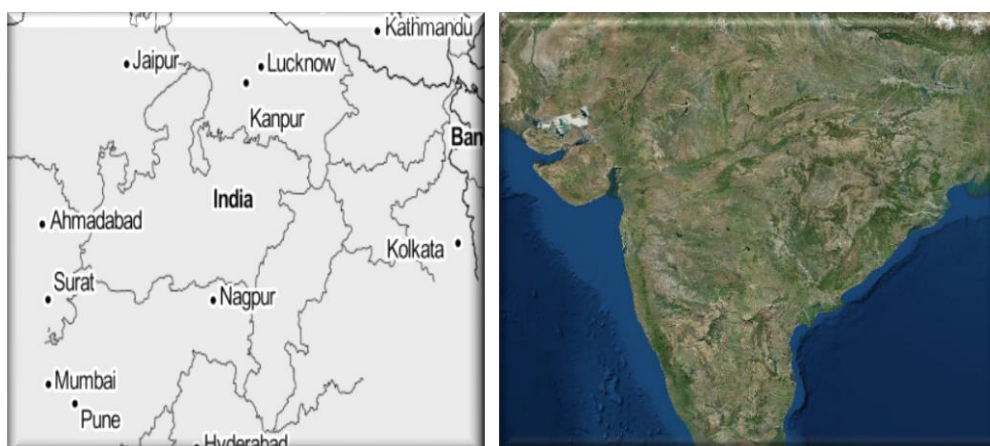 Kathmandu
Jaipur
Lucknow
Kanpur
Ban
India
Ahmadabad
Kolkata
Surat
Nagpur
Mumbai
Pune
Hyderabad